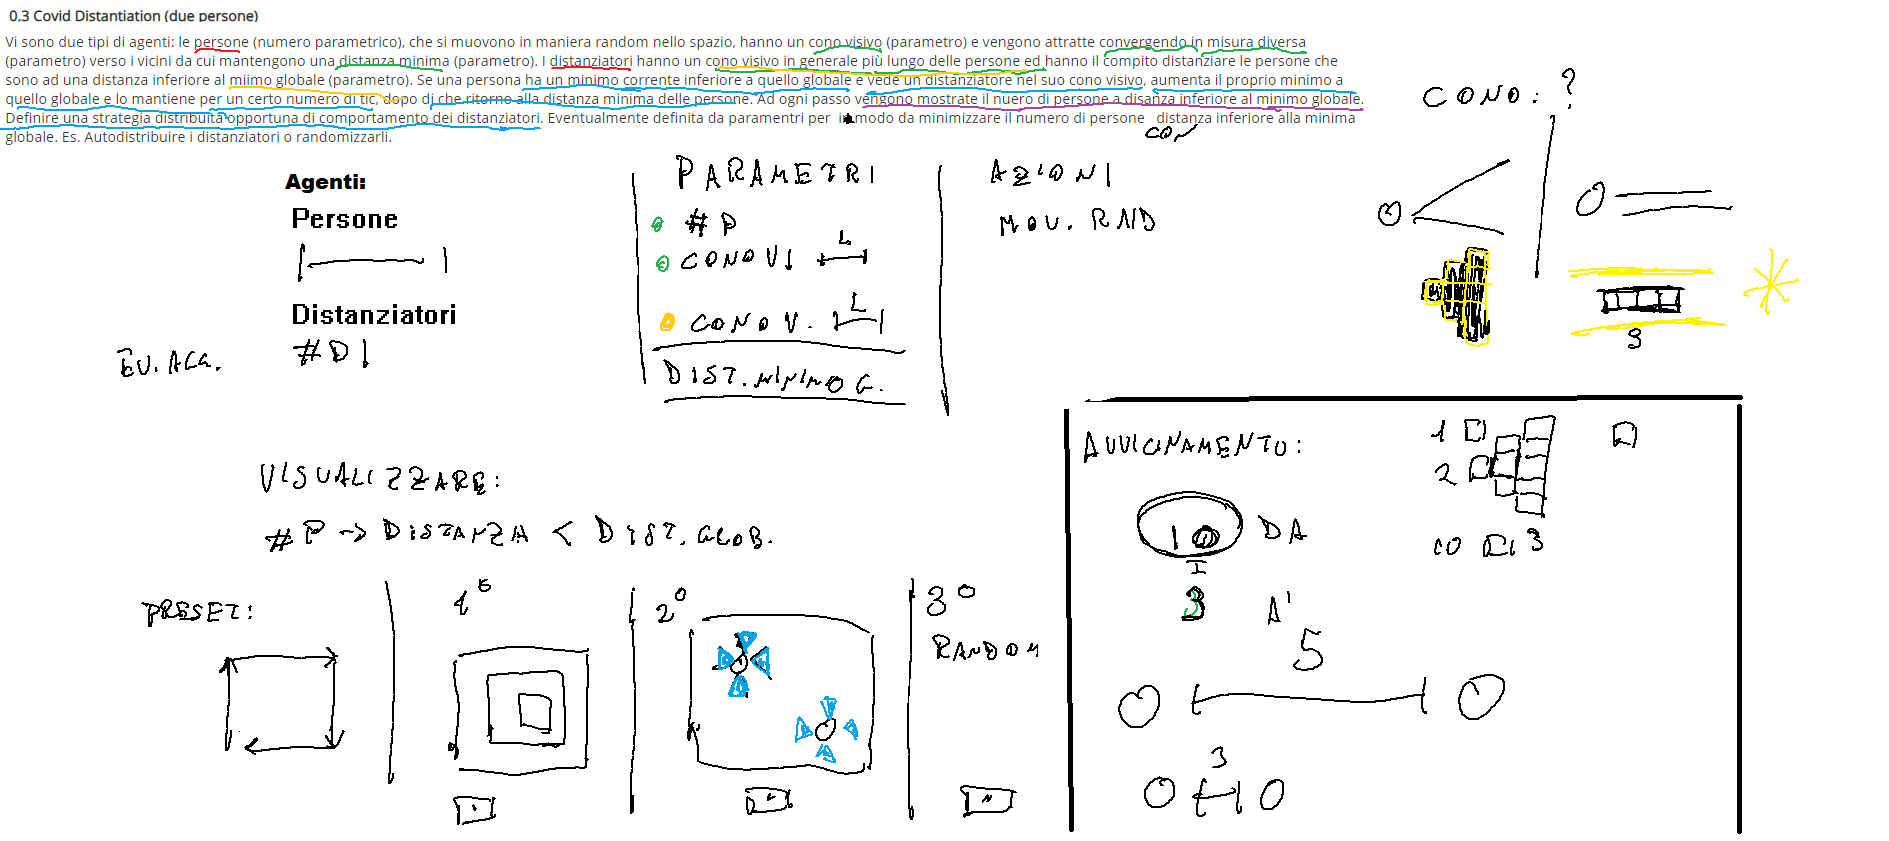 0.3 Covid Distantiation (due persone)
Vi sono due tipi di agenti: le persone (numero parametrico), che si muovono in maniera random nello spazio, hanno un cono visivo (parametro) e vengono attratte convergendo in misura diversa
(parametro) verso i vicini da cui mantengono una distanza minima (parametro). I distanziatori hanno un cono visivo in generale più lungo delle persone ed hanno il compito distanziare le persone che
sono ad una distanza inferiore al miimo globale (parametro). Se una persona ha un minimo corrente inferiore a quello globale e vede un distanziatore nel suo cono visivo, aumenta il proprio minimo a
quello globale e lo mantiene per un certo numero di tic, dopo di che ritorno alla distanza minima delle persone. Ad ogni passo vengono mostrate il nuero di persone a disanza inferiore al minimo globale.
Definire una strategia distribuita opportuna di comportamento dei distanziatori. Eventualmente definita da paramentri per in modo da minimizzare il numero di persone distanza inferiore alla minima
con
globale. Es. Autodistribuire i distanziatori o randomizzarli.
CONO: ?
Agenti:
Persone
Distanziatori
#DI
EV. AGG.
PARAMETRI
#P
CONO VI L
CONO V. L
DIST. MINIMO G.
AZIONI
MOV. RND
3
VISUALIZZARE:
#P -> DISTANZA < DIST. GLOB.
PRESET:
1°
2°
3°
RANDOM
AVVICINAMENTO:
1
2
3
DA
3
A'
5
3